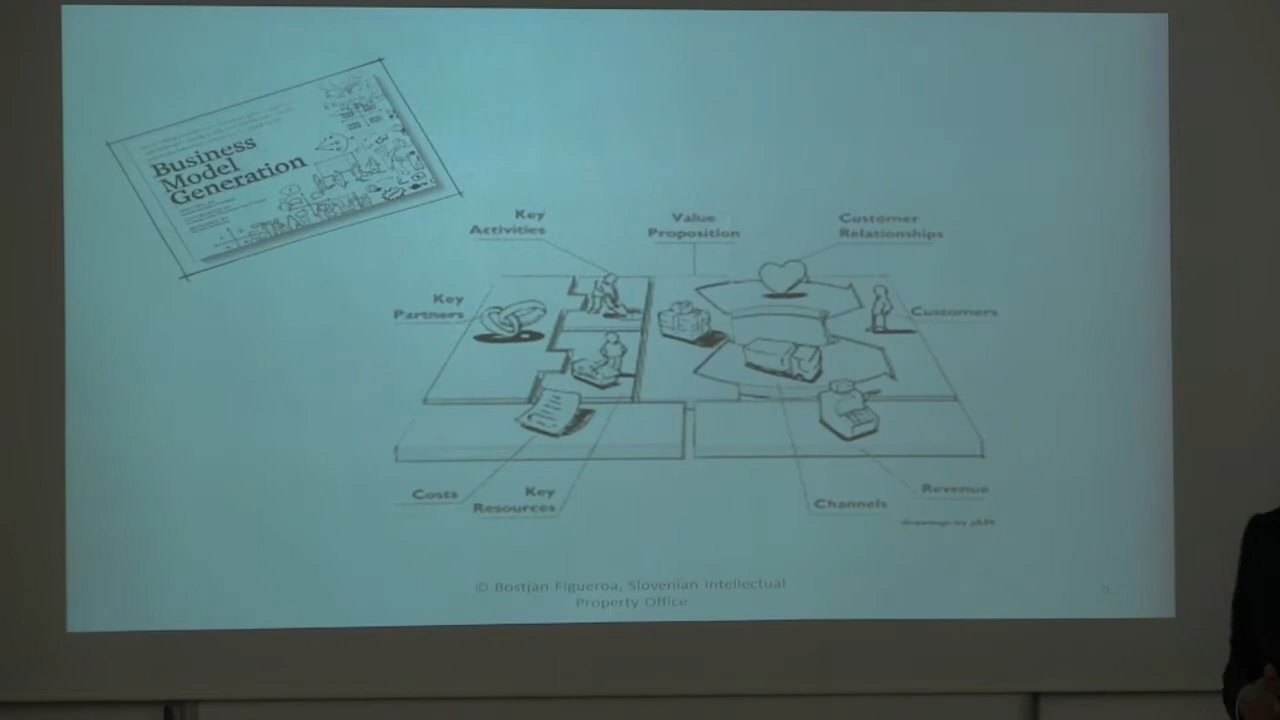 Business
Model
Generation
Key
Activities
Value
Proposition
Customer
Relationships
Key
Partners
Customers
Costs
Key
Resources
Channels
Revenue
drawings by JAM
© Bostjan Figueroa, Slovenian Intellectual
Property Office